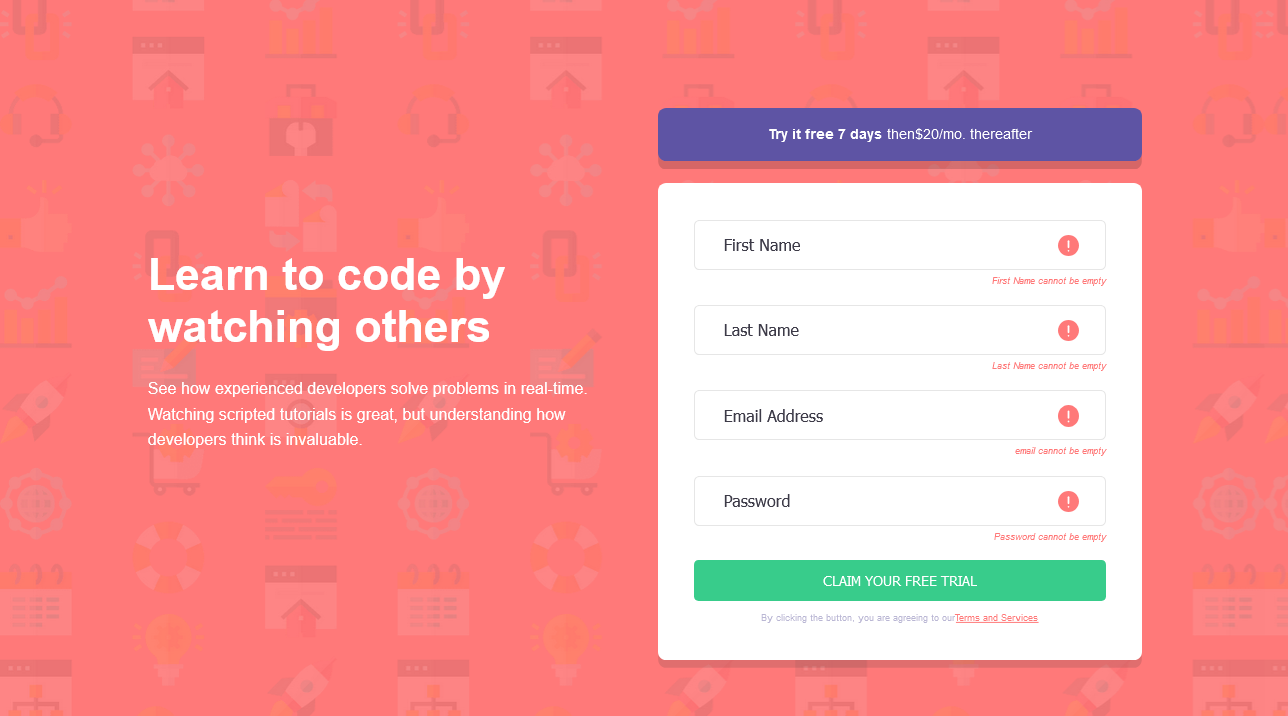 Learn to code by
watching others
See how experienced developers solve problems in real-time.
Watching scripted tutorials is great, but understanding how
developers think is invaluable.
Try it free 7 days then$20/mo. thereafter
First Name
First Name cannot be empty
Last Name
Last Name cannot be empty
Email Address
email cannot be empty
Password
Password cannot be empty
CLAIM YOUR FREE TRIAL
By clicking the button, you are agreeing to ourTerms and Services